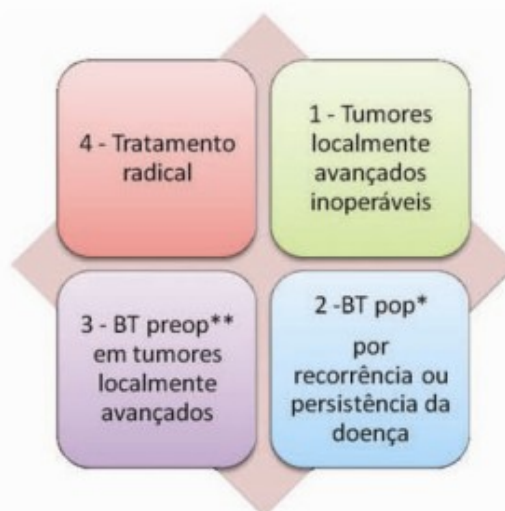 4 - Tratamento
radical
1 - Tumores
localmente
avançados
inoperáveis
3 - BT preop**
em tumores
localmente
avançados
2 -BT pop*
por
recorrência ou
persistência da
doença